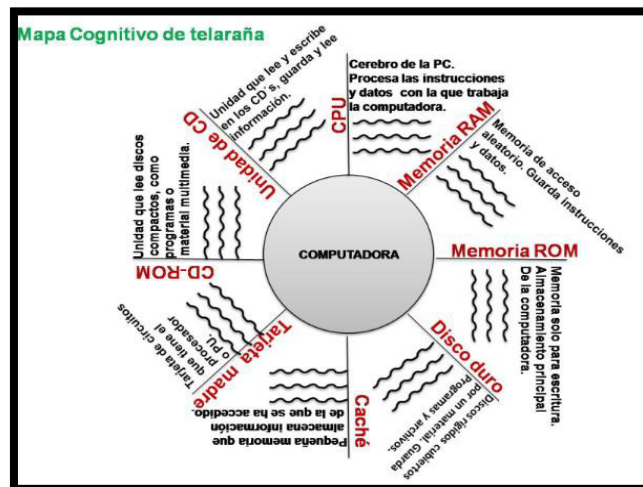 Mapa Cognitivo de telaraña
CPU
Cerebro de la PC.
Procesa las instrucciones
y datos con la que trabaja
la computadora.
Memoria RAM
Memoria de acceso
aleatorio. Guarda instrucciones
y datos.
Memoria ROM
Memoria solo para escritura.
Almacenamiento principal
De la computadora.
Disco duro
Discos rígidos cubiertos
por un material. Guarda
Programas y archivos.
Caché
Pequeña memoria que
almacena información
de la que se ha accedido.
Tarjeta madre
Tarjeta de circuitos
que tiene el
procesador
o PU.
CD-ROM
Unidad que lee discos
compactos, como
programas o
material multimedia.
Unidad de CD
Unidad que lee y escribe
en los CD´s, guarda y lee
información.
COMPUTADORA